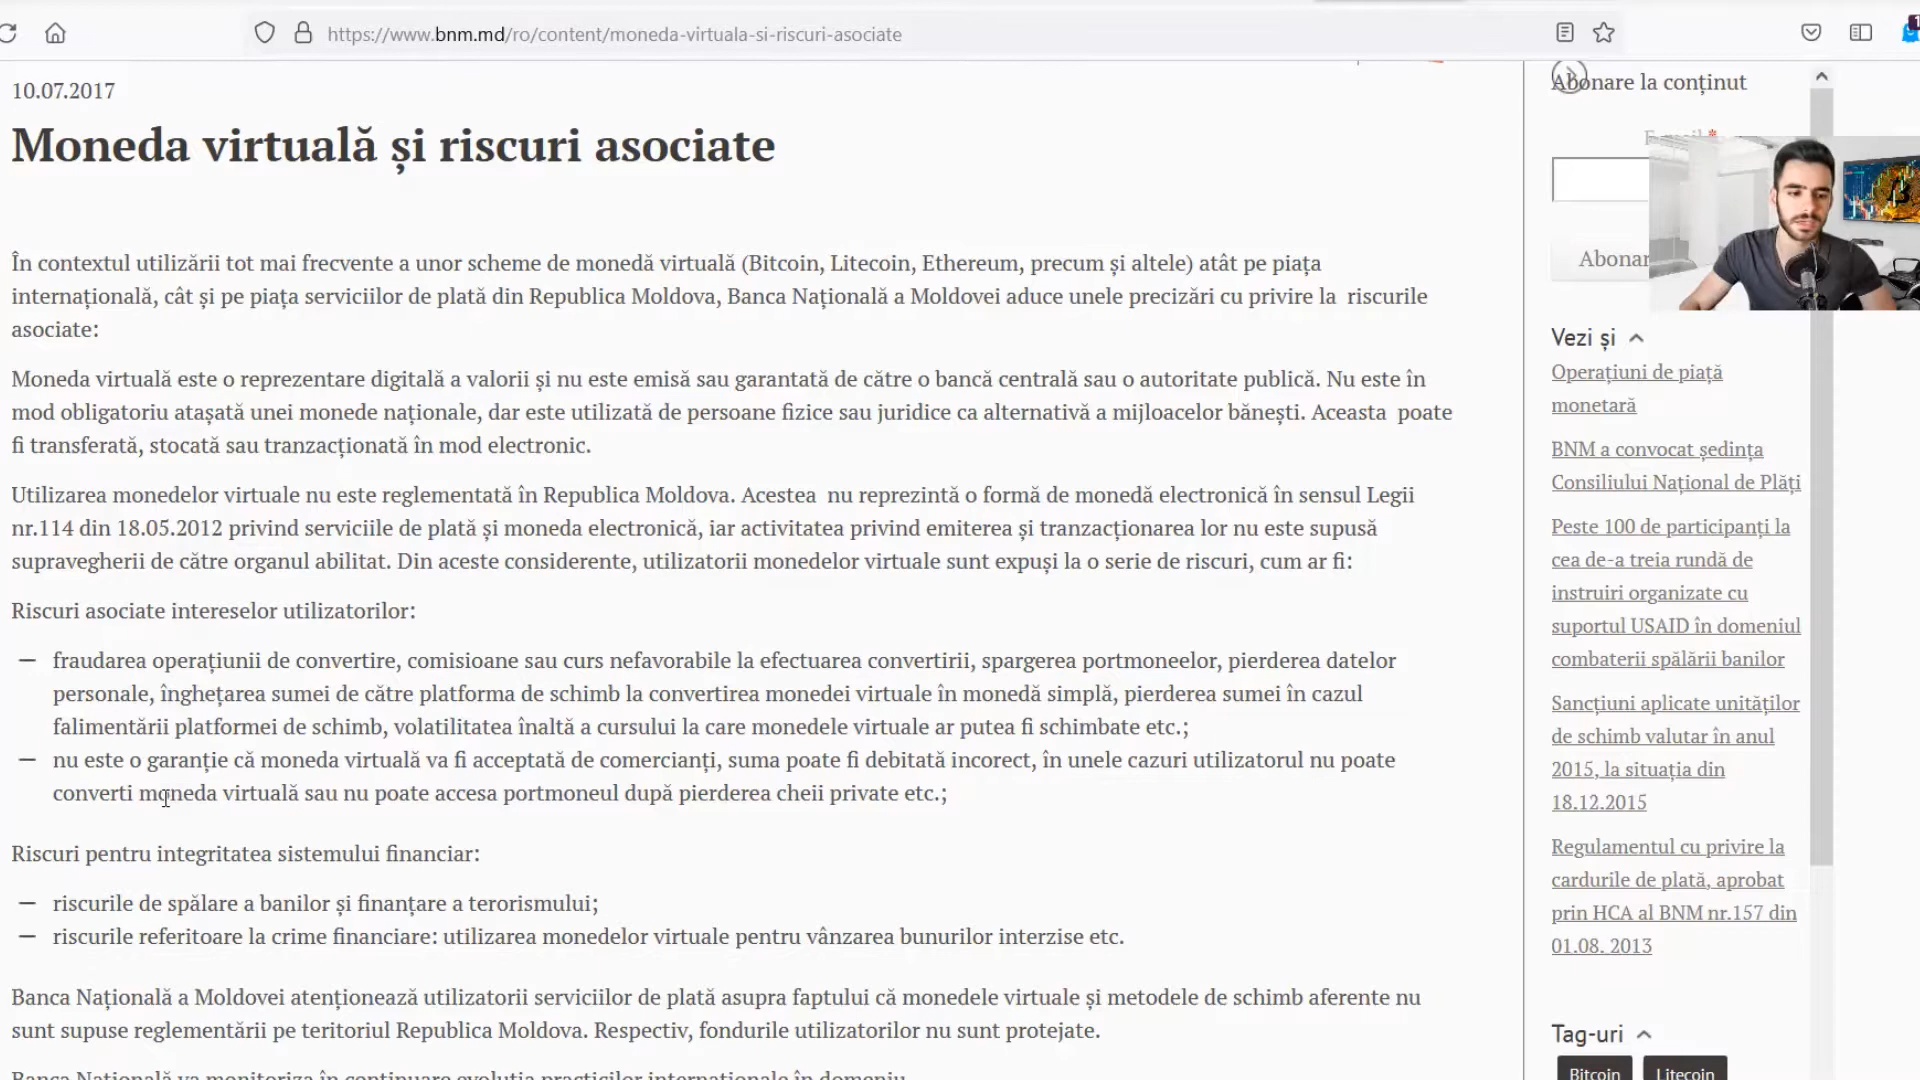 https://www.bnm.md/ro/content/moneda-virtuala-si-riscuri-asociate
10.07.2017
Moneda virtuală și riscuri asociate
În contextul utilizării tot mai frecvente a unor scheme de monedă virtuală (Bitcoin, Litecoin, Ethereum, precum și altele) atât pe piața
internațională, cât și pe piața serviciilor de plată din Republica Moldova, Banca Națională a Moldovei aduce unele precizări cu privire la riscurile
asociate:
Moneda virtuală este o reprezentare digitală a valorii și nu este emisă sau garantată de către o bancă centrală sau o autoritate publică. Nu este în
mod obligatoriu atașată unei monede naționale, dar este utilizată de persoane fizice sau juridice ca alternativă a mijloacelor bănești. Aceasta poate
fi transferată, stocată sau tranzacționată în mod electronic.
Utilizarea monedelor virtuale nu este reglementată în Republica Moldova. Acestea nu reprezintă o formă de monedă electronică în sensul Legii
nr.114 din 18.05.2012 privind serviciile de plată și moneda electronică, iar activitatea privind emiterea și tranzacționarea lor nu este supusă
supravegherii de către organul abilitat. Din aceste considerente, utilizatorii monedelor virtuale sunt expuși la o serie de riscuri, cum ar fi:
Riscuri asociate intereselor utilizatorilor:
— fraudarea operațiunii de convertire, comisioane sau curs nefavorabile la efectuarea convertirii, spargerea portmoneelor, pierderea datelor
personale, înghețarea sumei de către platforma de schimb la convertirea monedei virtuale în monedă simplă, pierderea sumei în cazul
falimentării platformei de schimb, volatilitatea înaltă a cursului la care monedele virtuale ar putea fi schimbate etc.;
— nu este o garanție că moneda virtuală va fi acceptată de comercianți, suma poate fi debitată incorect, în unele cazuri utilizatorul nu poate
converti moneda virtuală sau nu poate accesa portmoneul după pierderea cheii private etc.;
Riscuri pentru integritatea sistemului financiar:
— riscurile de spălare a banilor și finanțare a terorismului;
— riscurile referitoare la crime financiare: utilizarea monedelor virtuale pentru vânzarea bunurilor interzise etc.
Banca Națională a Moldovei atenționează utilizatorii serviciilor de plată asupra faptului că monedele virtuale și metodele de schimb aferente nu
sunt supuse reglementării pe teritoriul Republica Moldova. Respectiv, fondurile utilizatorilor nu sunt protejate.
Banca Națională va monitoriza în continuare evoluția practicilor internaționale în domeniu.
Abonare la conținut
Abonar
Vezi și
Operațiuni de piață
monetară
BNM a convocat ședința
Consiliului Național de Plăți
Peste 100 de participanți la
cea de-a treia rundă de
instruiri organizate cu
suportul USAID în domeniul
combaterii spălării banilor
Sancțiuni aplicate unităților
de schimb valutar în anul
2015, la situația din
18.12.2015
Regulamentul cu privire la
cardurile de plată, aprobat
prin HCA al BNM nr.157 din
01.08. 2013
Tag-uri
Bitcoin Litecoin